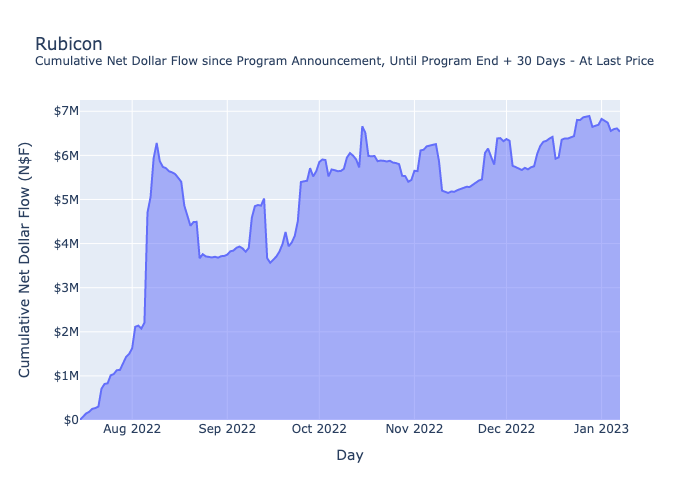 Rubicon
Cumulative Net Dollar Flow since Program Announcement, Until Program End + 30 Days - At Last Price
Cumulative Net Dollar Flow (N$F)
$7M
$6M
$5M
$4M
$3M
$2M
$1M
$0
Aug 2022
Sep 2022
Oct 2022
Nov 2022
Dec 2022
Jan 2023
Day